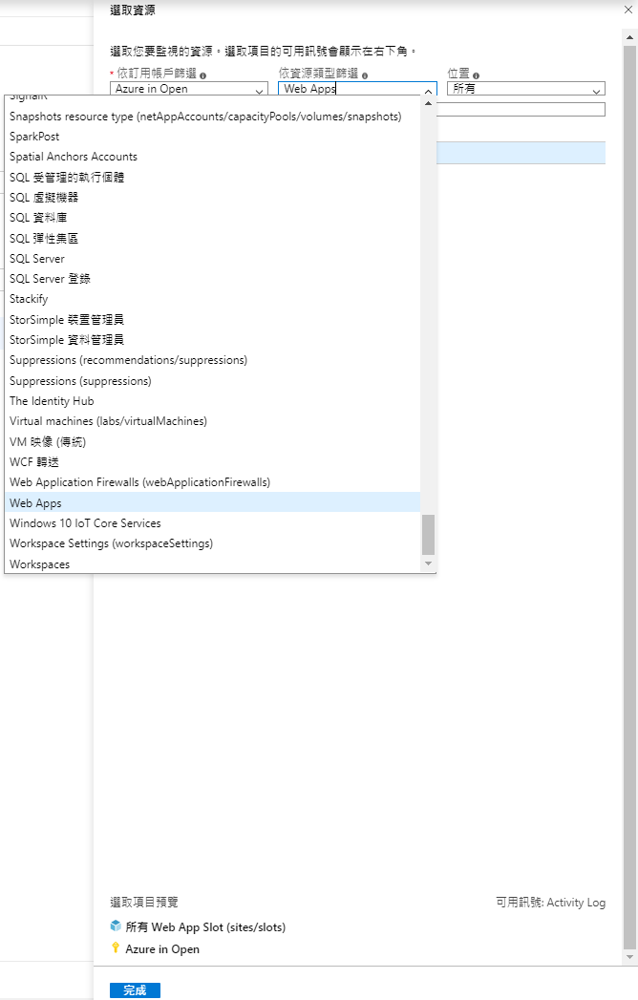 選取資源
選取您要監視的資源。選取項目的可用訊號會顯示在右下角。
* 依訂用帳戶篩選
依資源類型篩選
位置
Azure in Open
Web Apps
所有
SignalR
Snapshots resource type (netAppAccounts/capacityPools/volumes/snapshots)
SparkPost
Spatial Anchors Accounts
SQL 受管理的執行個體
SQL 虛擬機器
SQL 資料庫
SQL 彈性集區
SQL Server
SQL Server 登錄
Stackify
StorSimple 裝置管理員
StorSimple 資料管理員
Suppressions (recommendations/suppressions)
Suppressions (suppressions)
The Identity Hub
Virtual machines (labs/virtualMachines)
VM 映像 (傳統)
WCF 轉送
Web Application Firewalls (webApplicationFirewalls)
Web Apps
Windows 10 IoT Core Services
Workspace Settings (workspaceSettings)
Workspaces
選取項目預覽
可用訊號: Activity Log
所有 Web App Slot (sites/slots)
Azure in Open
完成